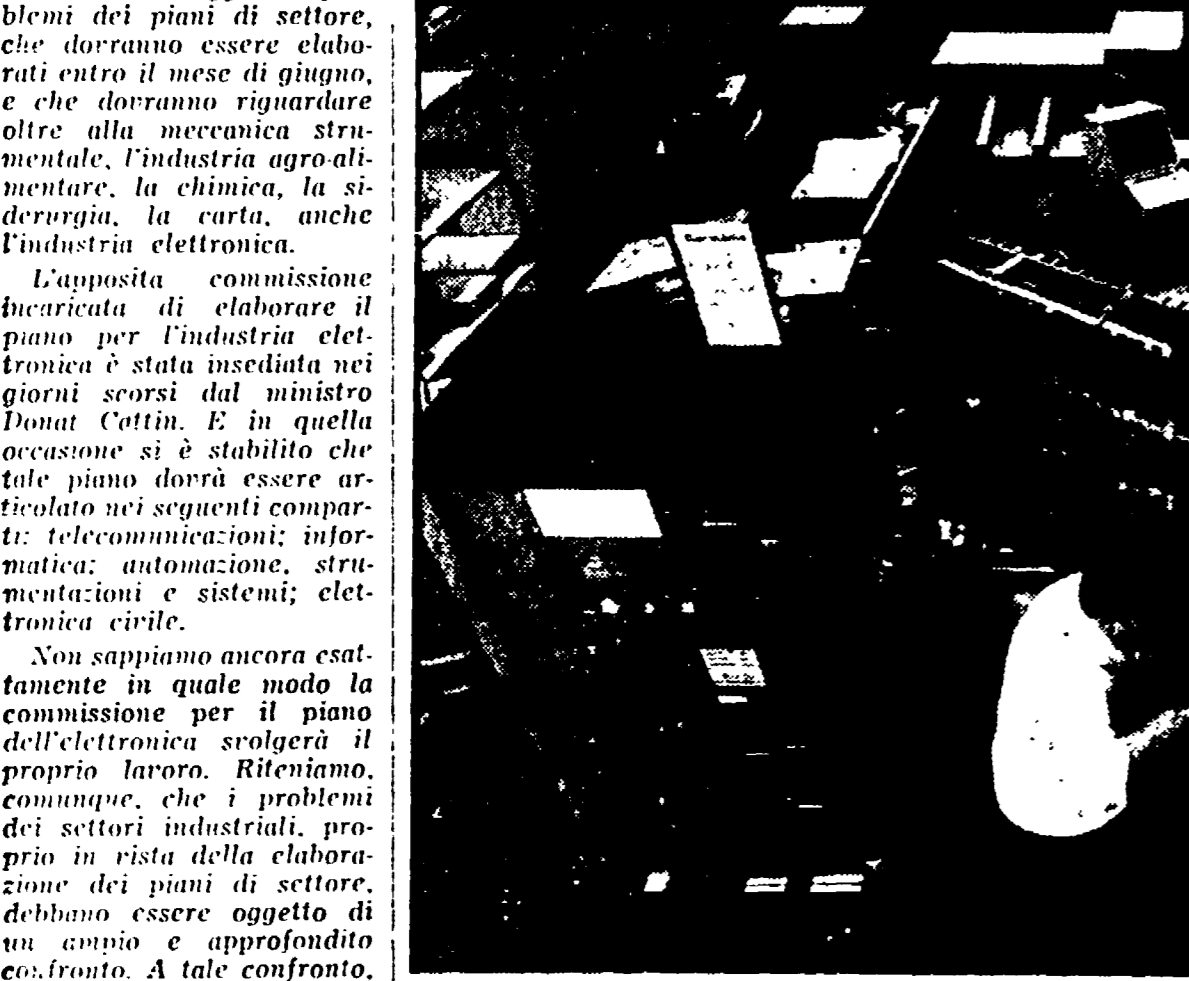 blemi dei piani di settore,
che dovranno essere elabo-
rati entro il mese di giugno,
e che dovranno riguardare
oltre alla meccanica stru-
mentale, l'industria agro-ali-
mentare, la chimica, la si-
derurgia, la carta, anche
l'industria elettronica.
L'apposita commissione
incaricata di elaborare il
piano per l'industria elet-
tronica è stata insediata nei
giorni scorsi dal ministro
Donat Cattin. E in quella
occasione si è stabilito che
tale piano dovrà essere ar-
ticolato nei seguenti compar-
ti: telecomunicazioni; infor-
matica; automazione, stru-
mentazioni e sistemi; elet-
tronica civile.
Non sappiamo ancora esat-
tamente in quale modo la
commissione per il piano
dell'elettronica svolgerà il
proprio lavoro. Riteniamo,
comunque, che i problemi
dei settori industriali, pro-
prio in vista della elabora-
zione dei piani di settore,
debbano essere oggetto di
un ampio e approfondito
confronto. A tale confronto,